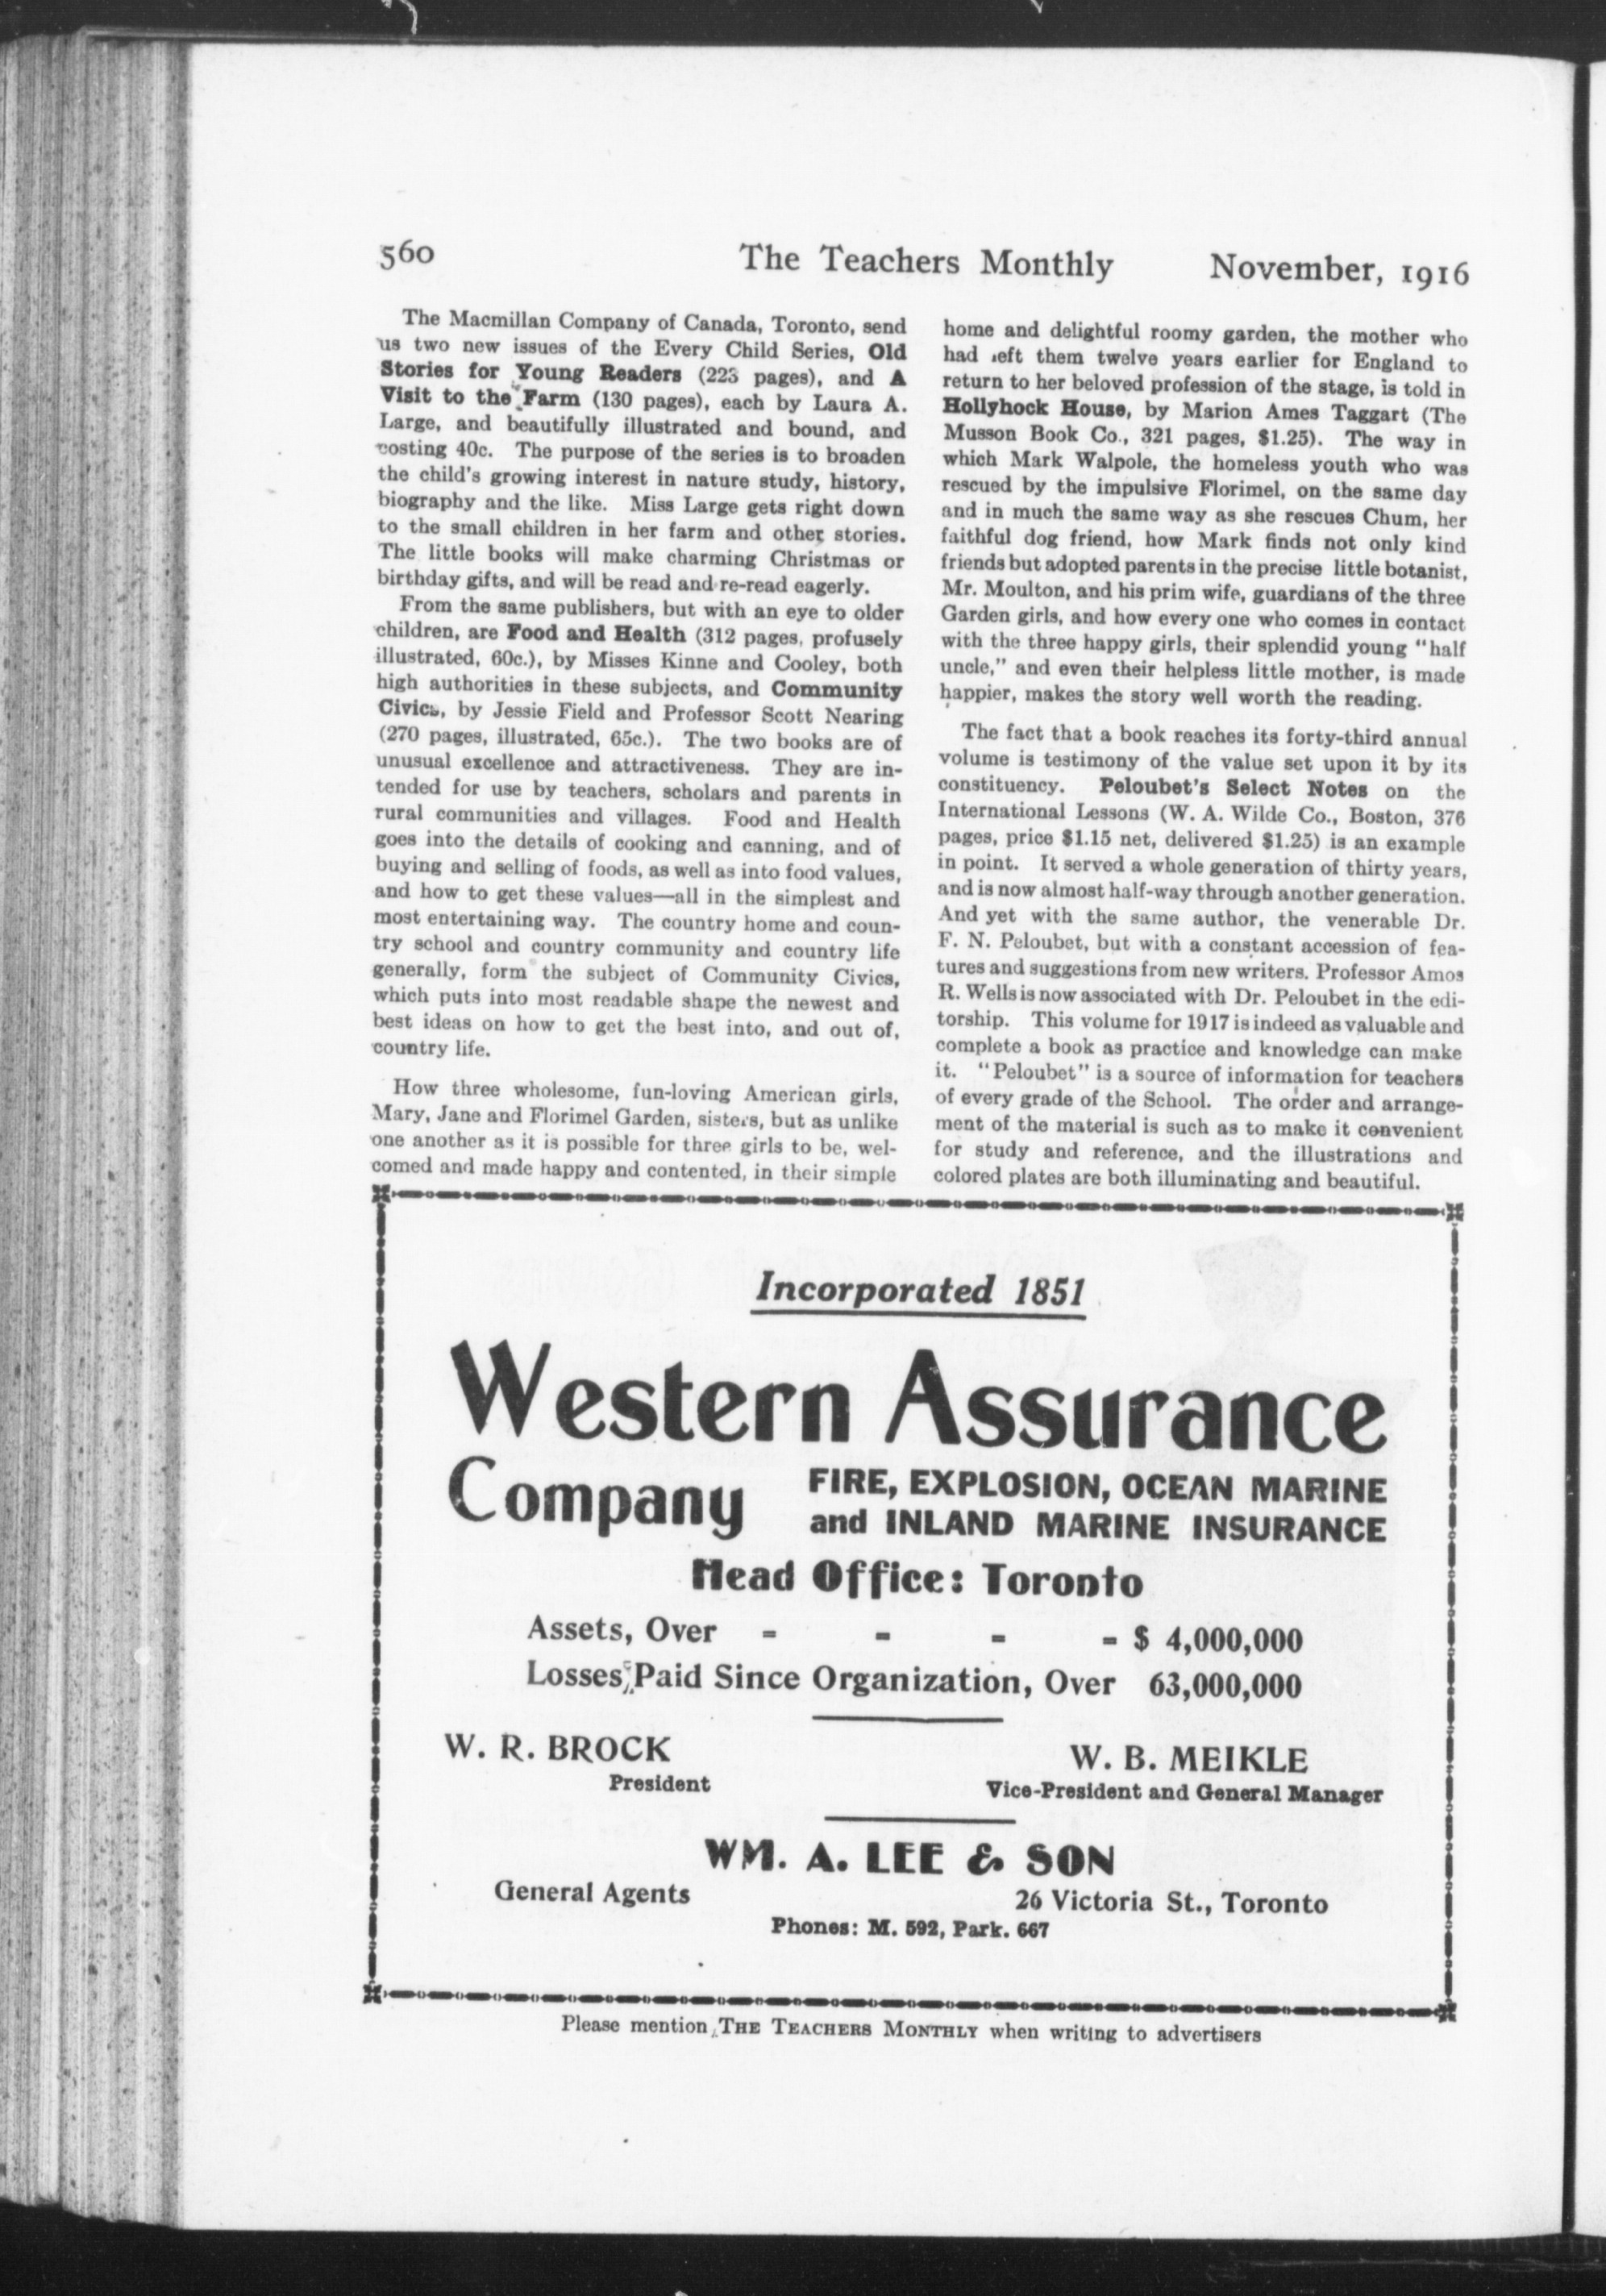 560 The Teachers Monthly November, 1916
The Macmillan Company of Canada, Toronto, send
us two new issues of the Every Child Series, Old
Stories for Young Readers (223 pages), and A
Visit to the Farm (130 pages), each by Laura A.
Large, and beautifully illustrated and bound, and
costing 40c. The purpose of the series is to broaden
the child's growing interest in nature study, history,
biography and the like. Miss Large gets right down
to the small children in her farm and other stories.
The little books will make charming Christmas or
birthday gifts, and will be read and re-read eagerly.
From the same publishers, but with an eye to older
children, are Food and Health (312 pages, profusely
illustrated, 60c.), by Misses Kinne and Cooley, both
high authorities in these subjects, and Community
Civics, by Jessie Field and Professor Scott Nearing
(270 pages, illustrated, 65c.). The two books are of
unusual excellence and attractiveness. They are in-
tended for use by teachers, scholars and parents in
rural communities and villages. Food and Health
goes into the details of cooking and canning, and of
buying and selling of foods, as well as into food values,
and how to get these values—all in the simplest and
most entertaining way. The country home and coun-
try school and country community and country life
generally, form the subject of Community Civics,
which puts into most readable shape the newest and
best ideas on how to get the best into, and out of,
country life.
How three wholesome, fun-loving American girls,
Mary, Jane and Florimel Garden, sisters, but as unlike
one another as it is possible for three girls to be, wel-
comed and made happy and contented, in their simple
home and delightful roomy garden, the mother who
had left them twelve years earlier for England to
return to her beloved profession of the stage, is told in
Hollyhock House, by Marion Ames Taggart (The
Musson Book Co., 321 pages, $1.25). The way in
which Mark Walpole, the homeless youth who was
rescued by the impulsive Florimel, on the same day
and in much the same way as she rescues Chum, her
faithful dog friend, how Mark finds not only kind
friends but adopted parents in the precise little botanist,
Mr. Moulton, and his prim wife, guardians of the three
Garden girls, and how every one who comes in contact
with the three happy girls, their splendid young "half
uncle," and even their helpless little mother, is made
happier, makes the story well worth the reading.
The fact that a book reaches its forty-third annual
volume is testimony of the value set upon it by its
constituency. Peloubet's Select Notes on the
International Lessons (W. A. Wilde Co., Boston, 376
pages, price $1.15 net, delivered $1.25) is an example
in point. It served a whole generation of thirty years,
and is now almost half-way through another generation.
And yet with the same author, the venerable Dr.
F. N. Peloubet, but with a constant accession of fea-
tures and suggestions from new writers. Professor Amos
R. Wells is now associated with Dr. Peloubet in the edi-
torship. This volume for 1917 is indeed as valuable and
complete a book as practice and knowledge can make
it. "Peloubet" is a source of information for teachers
of every grade of the School. The order and arrange-
ment of the material is such as to make it convenient
for study and reference, and the illustrations and
colored plates are both illuminating and beautiful.
Incorporated 1851
Western Assurance
Company FIRE, EXPLOSION, OCEAN MARINE
and INLAND MARINE INSURANCE
Head Office: Toronto
Assets, Over - - - - $ 4,000,000
Losses Paid Since Organization, Over 63,000,000
W. R. BROCK
President
W. B. MEIKLE
Vice-President and General Manager
WM. A. LEE & SON
General Agents 26 Victoria St., Toronto
Phones: M. 592, Park. 667
Please mention THE TEACHERS MONTHLY when writing to advertisers